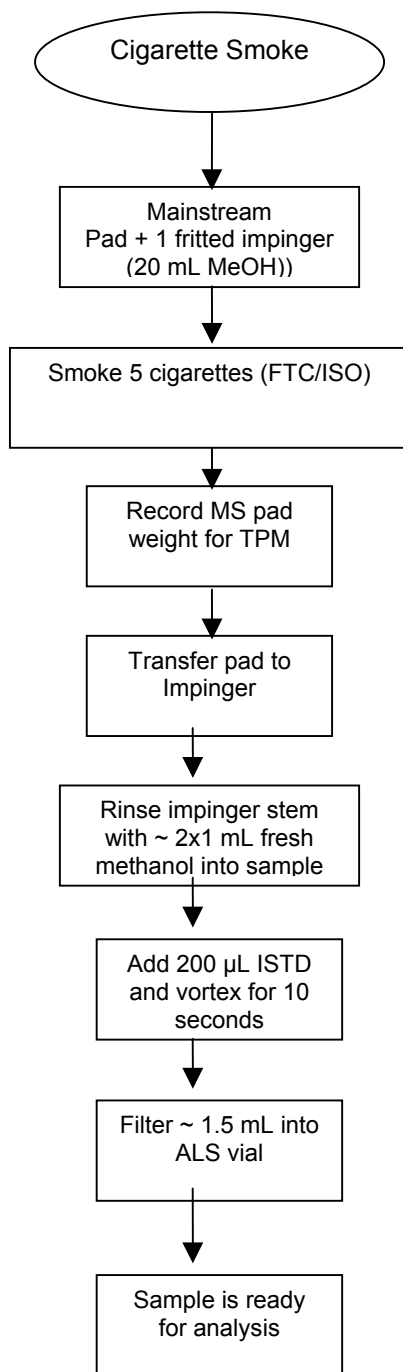 Cigarette Smoke
Mainstream
Pad + 1 fritted impinger
(20 mL MeOH))
Smoke 5 cigarettes (FTC/ISO)
Record MS pad
weight for TPM
Transfer pad to
Impinger
Rinse impinger stem
with ~ 2x1 mL fresh
methanol into sample
Add 200 µL ISTD
and vortex for 10
seconds
Filter ~ 1.5 mL into
ALS vial
Sample is ready
for analysis